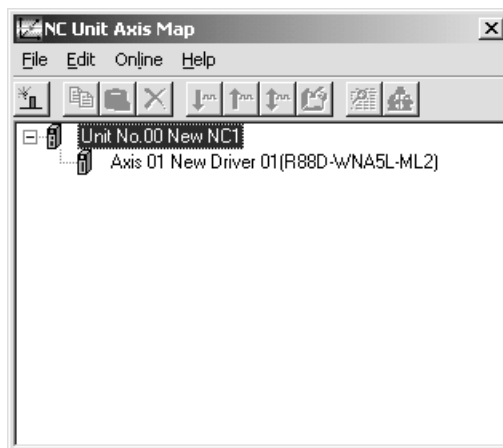 NC Unit Axis Map
File Edit Online Help
Unit No.00 New NC1
Axis 01 New Driver 01(R88D-WNA5L-ML2)